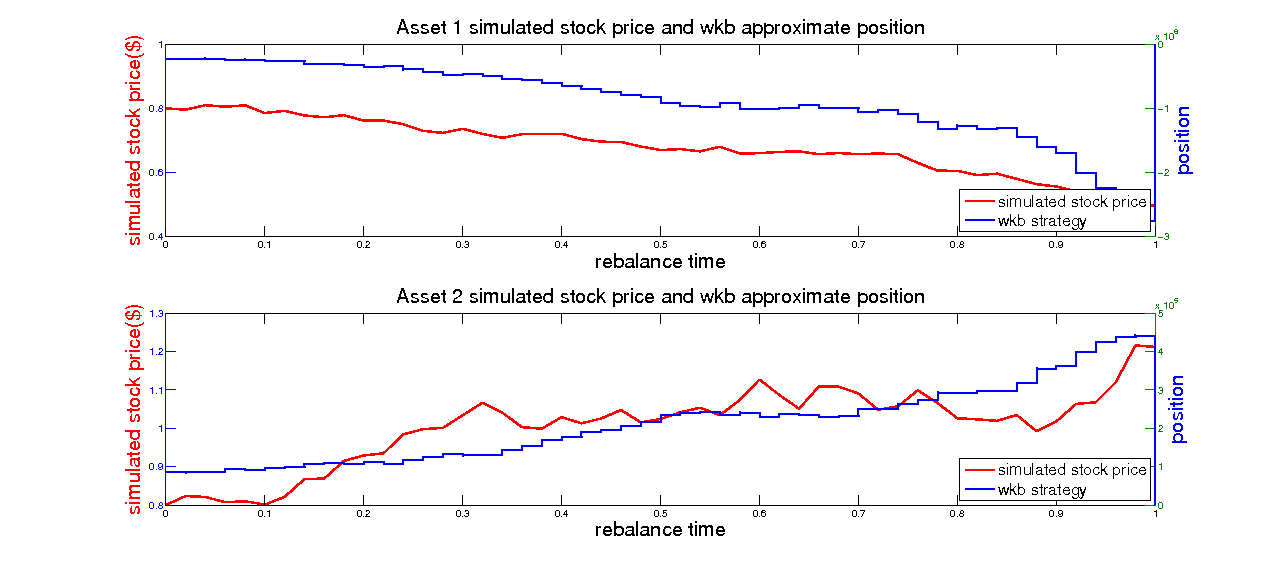 Asset 1 simulated stock price and wkb approximate position
simulated stock price($)
1
0.8
0.6
0.4
0
-1
-2
-3
position
simulated stock price
wkb strategy
0 0.1 0.2 0.3 0.4 0.5 0.6 0.7 0.8 0.9 1
rebalance time
Asset 2 simulated stock price and wkb approximate position
simulated stock price($)
1.3
1.2
1.1
1
0.9
0.8
5
4
3
2
1
0
position
simulated stock price
wkb strategy
0 0.1 0.2 0.3 0.4 0.5 0.6 0.7 0.8 0.9 1
rebalance time